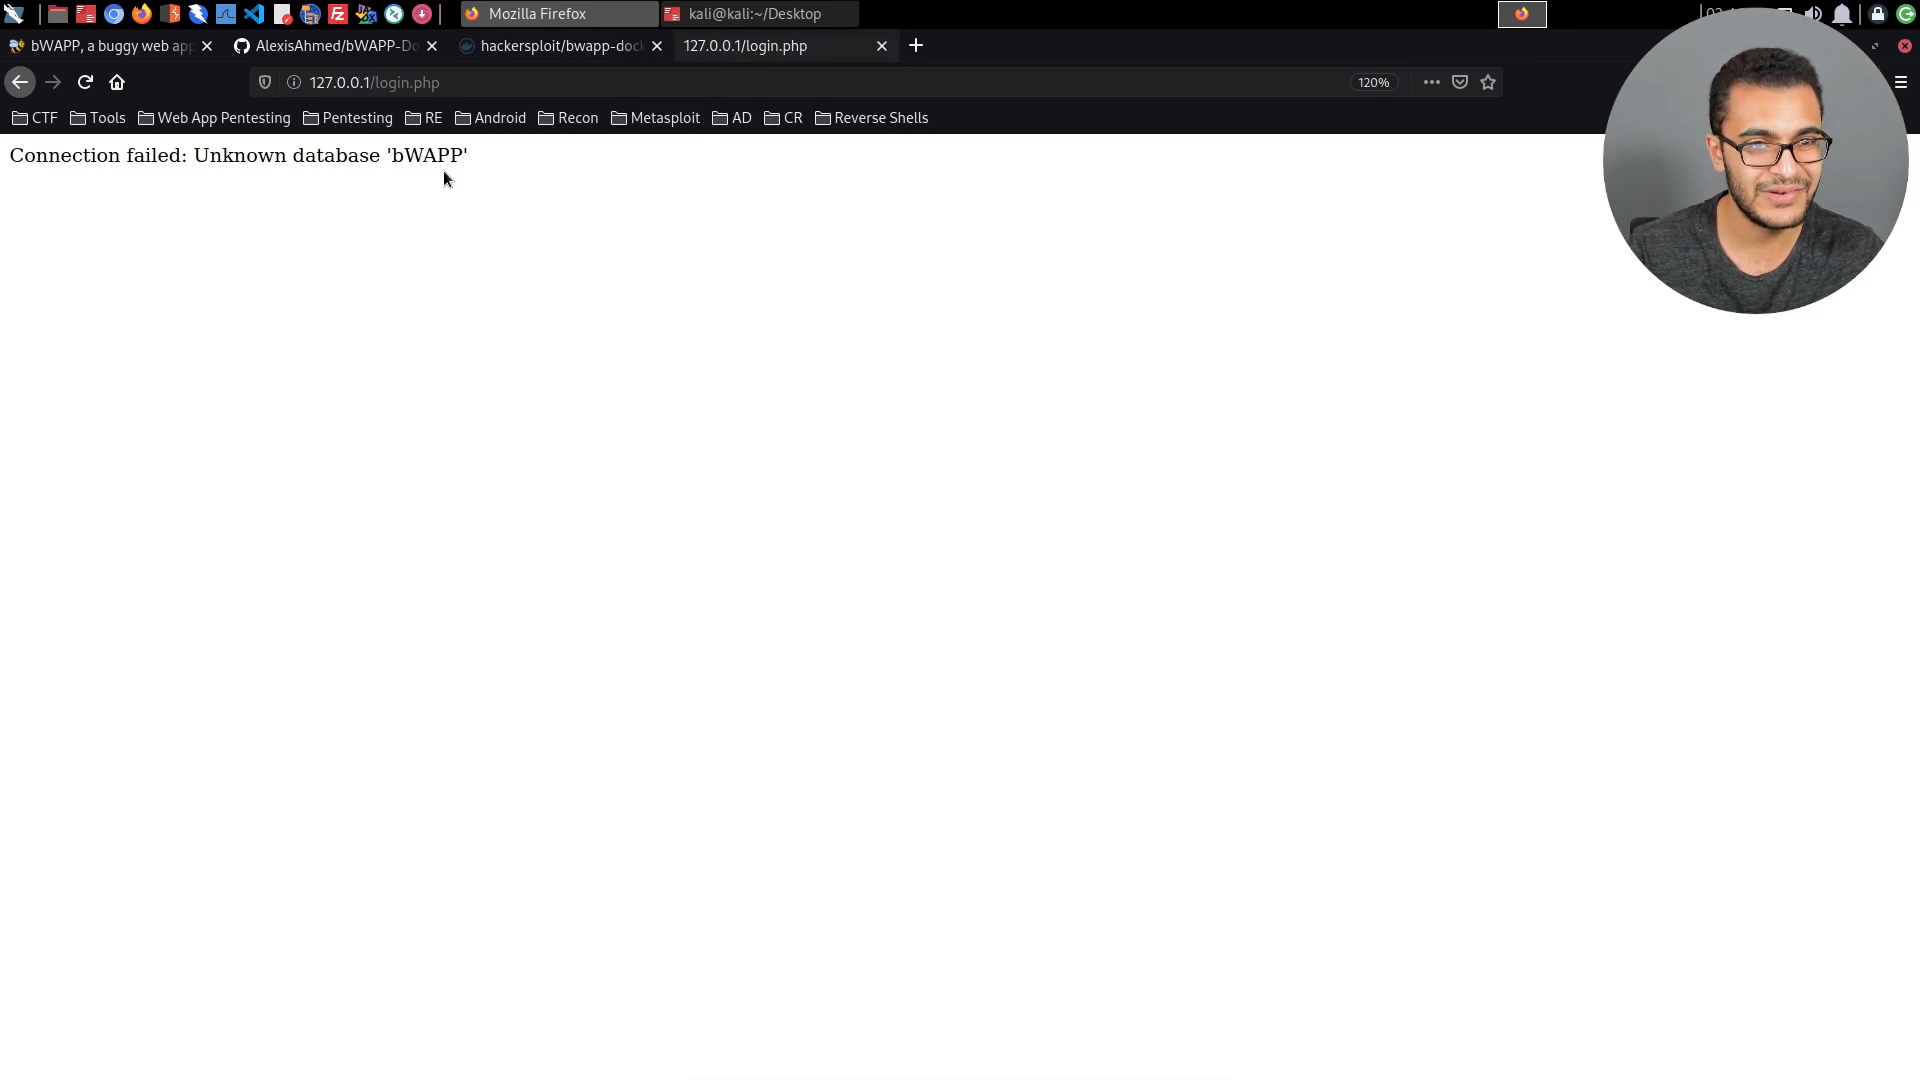 Mozilla Firefox
kali@kali:~/Desktop
bWAPP, a buggy web app
AlexisAhmed/bWAPP-Do
hackersploit/bwapp-dock
127.0.0.1/login.php
127.0.0.1/login.php
120%
CTF
Tools
Web App Pentesting
Pentesting
RE
Android
Recon
Metasploit
AD
CR
Reverse Shells
Connection failed: Unknown database 'bWAPP'